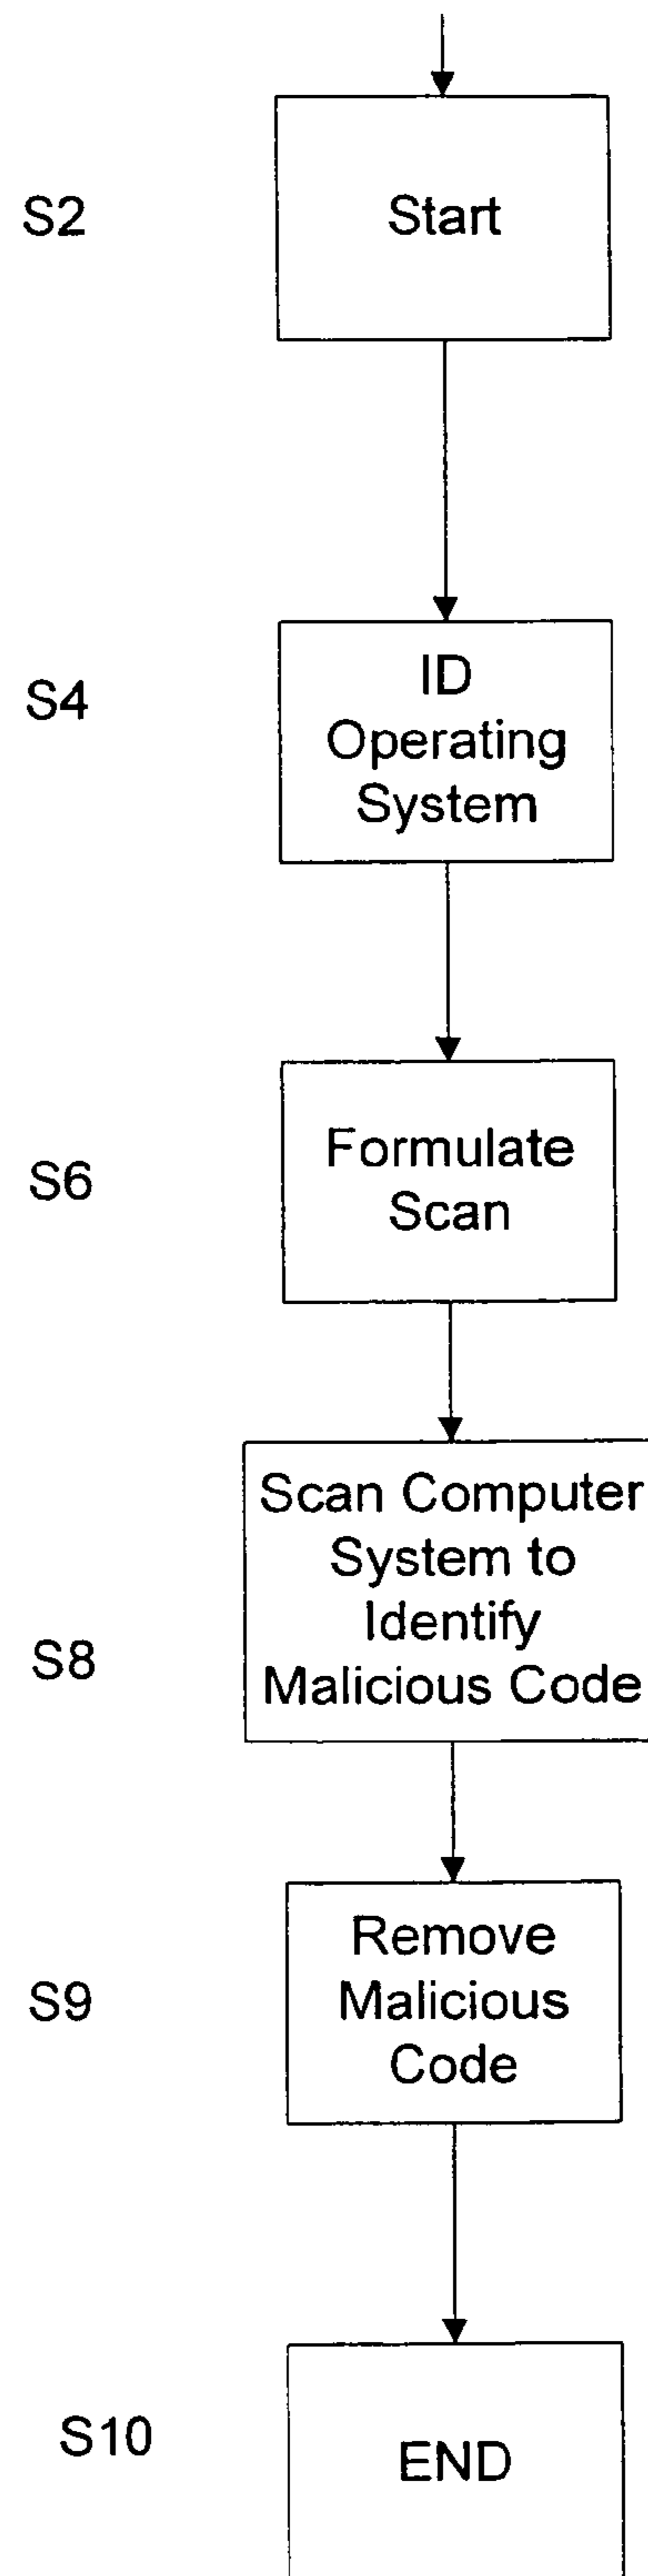 S2
Start
S4
ID
Operating
System
S6
Formulate
Scan
S8
Scan Computer
System to
Identify
Malicious Code
S9
Remove
Malicious
Code
S10
END